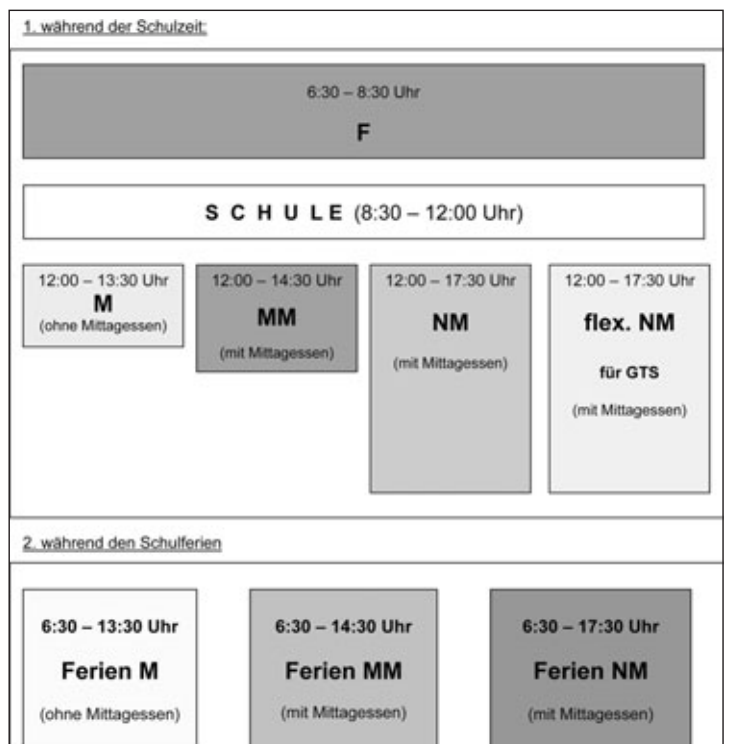 1. während der Schulzeit:
6:30 – 8:30 Uhr
F
S C H U L E (8:30 – 12:00 Uhr)
12:00 – 13:30 Uhr
M
(ohne Mittagessen)
12:00 – 14:30 Uhr
MM
(mit Mittagessen)
12:00 – 17:30 Uhr
NM
(mit Mittagessen)
12:00 – 17:30 Uhr
flex. NM
für GTS
(mit Mittagessen)
2. während den Schulferien
6:30 – 13:30 Uhr
Ferien M
(ohne Mittagessen)
6:30 – 14:30 Uhr
Ferien MM
(mit Mittagessen)
6:30 – 17:30 Uhr
Ferien NM
(mit Mittagessen)